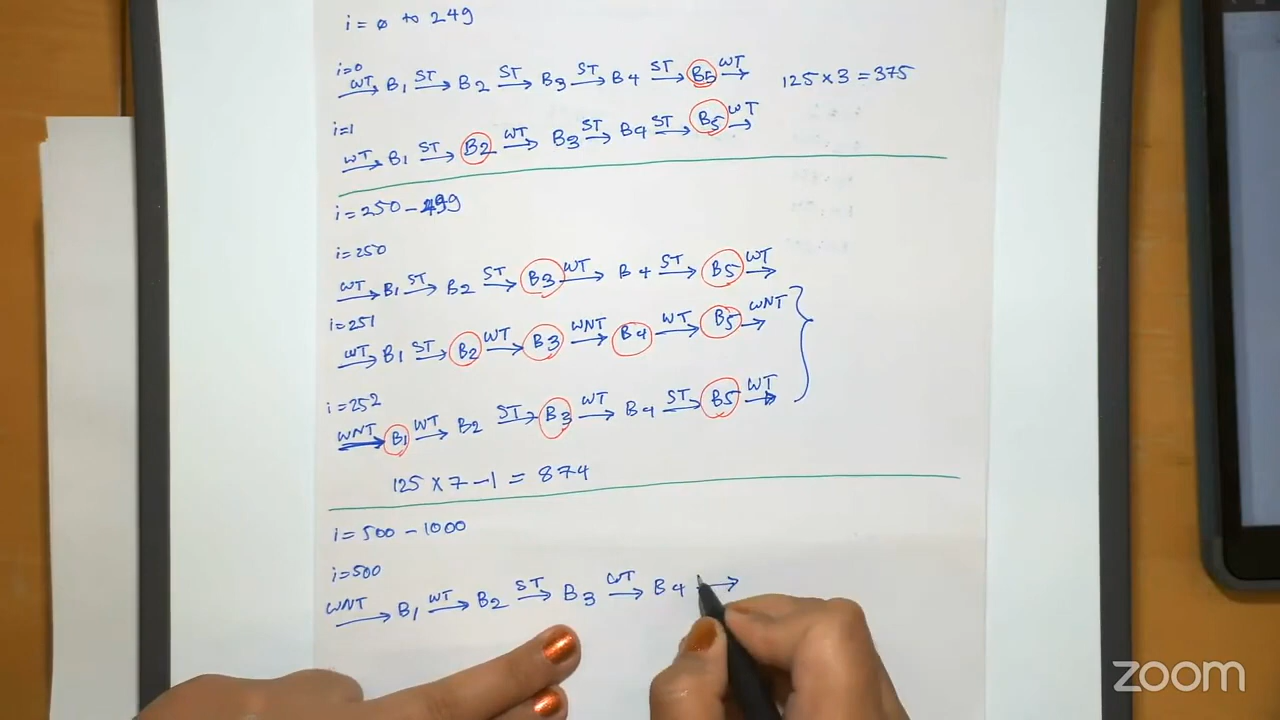 i = 0 to 249
i=0
WT→ B1 ST→ B2 ST→ B3 ST→ B4 ST→ B5 WT→ 125 x 3 = 375
i=1
WT→ B1 ST→ B2 WT→ B3 ST→ B4 ST→ B5 WT→
i = 250 - 499
i = 250
WT→ B1 ST→ B2 ST→ B3 WT→ B4 ST→ B5 WT→
i = 251
WT→ B1 ST→ B2 WT→ B3 WNT→ B4 WT→ B5 WNT→
i = 252
WNT→ B1 WT→ B2 ST→ B3 WT→ B4 ST→ B5 WT→
125 x 7 - 1 = 874
i = 500 - 1000
i = 500
WNT→ B1 WT→ B2 ST→ B3 WT→ B4 →
zoom